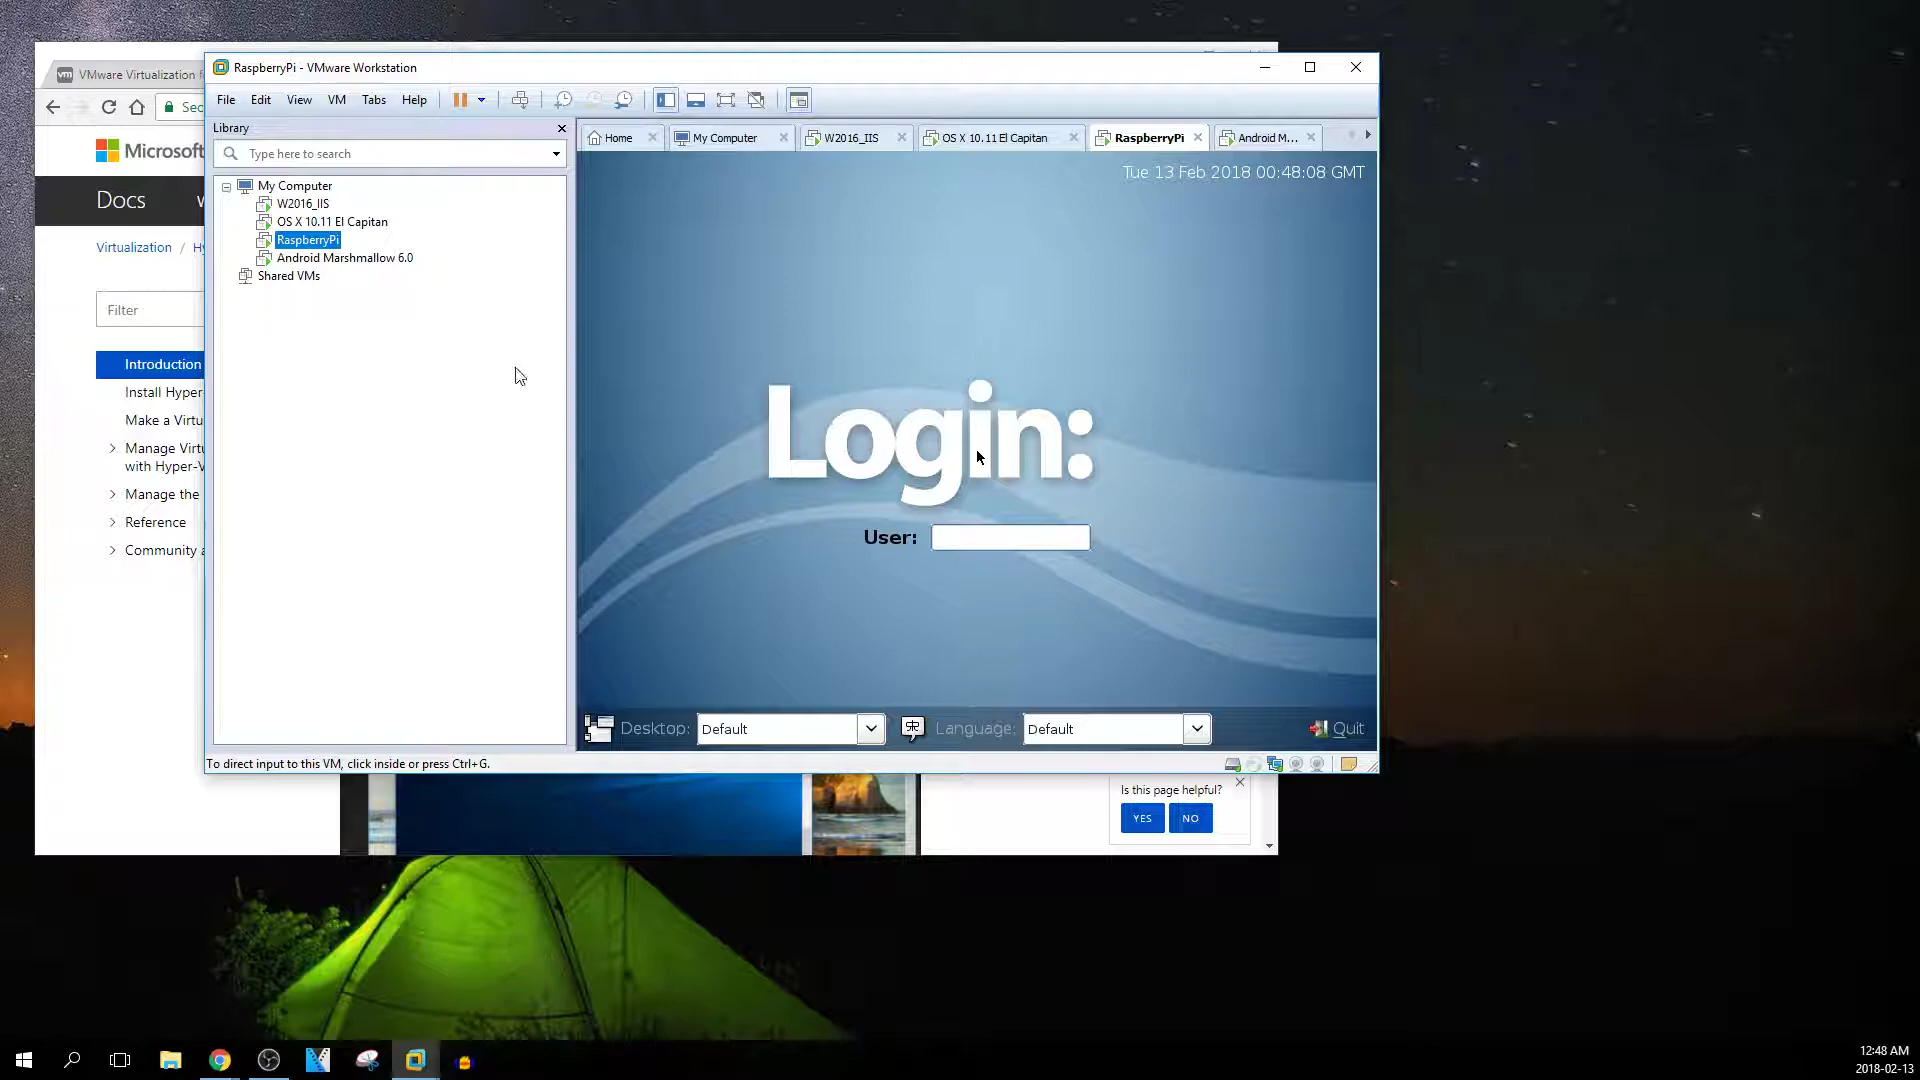 vm VMware Virtualization f
Sec
Microsoft
Docs W
Virtualization / Hy
Filter
Introduction
Install Hyper-
Make a Virtu
Manage Virtu
with Hyper-V
Manage the
Reference
Community a
RaspberryPi - VMware Workstation
File Edit View VM Tabs Help
Library
Type here to search
My Computer
W2016_IIS
OS X 10.11 El Capitan
RaspberryPi
Android Marshmallow 6.0
Shared VMs
Home My Computer W2016_IIS OS X 10.11 El Capitan RaspberryPi Android M...
Tue 13 Feb 2018 00:48:08 GMT
Login:
User:
Desktop: Default Language: Default Quit
To direct input to this VM, click inside or press Ctrl+G.
Is this page helpful?
YES NO
12:48 AM
2018-02-13